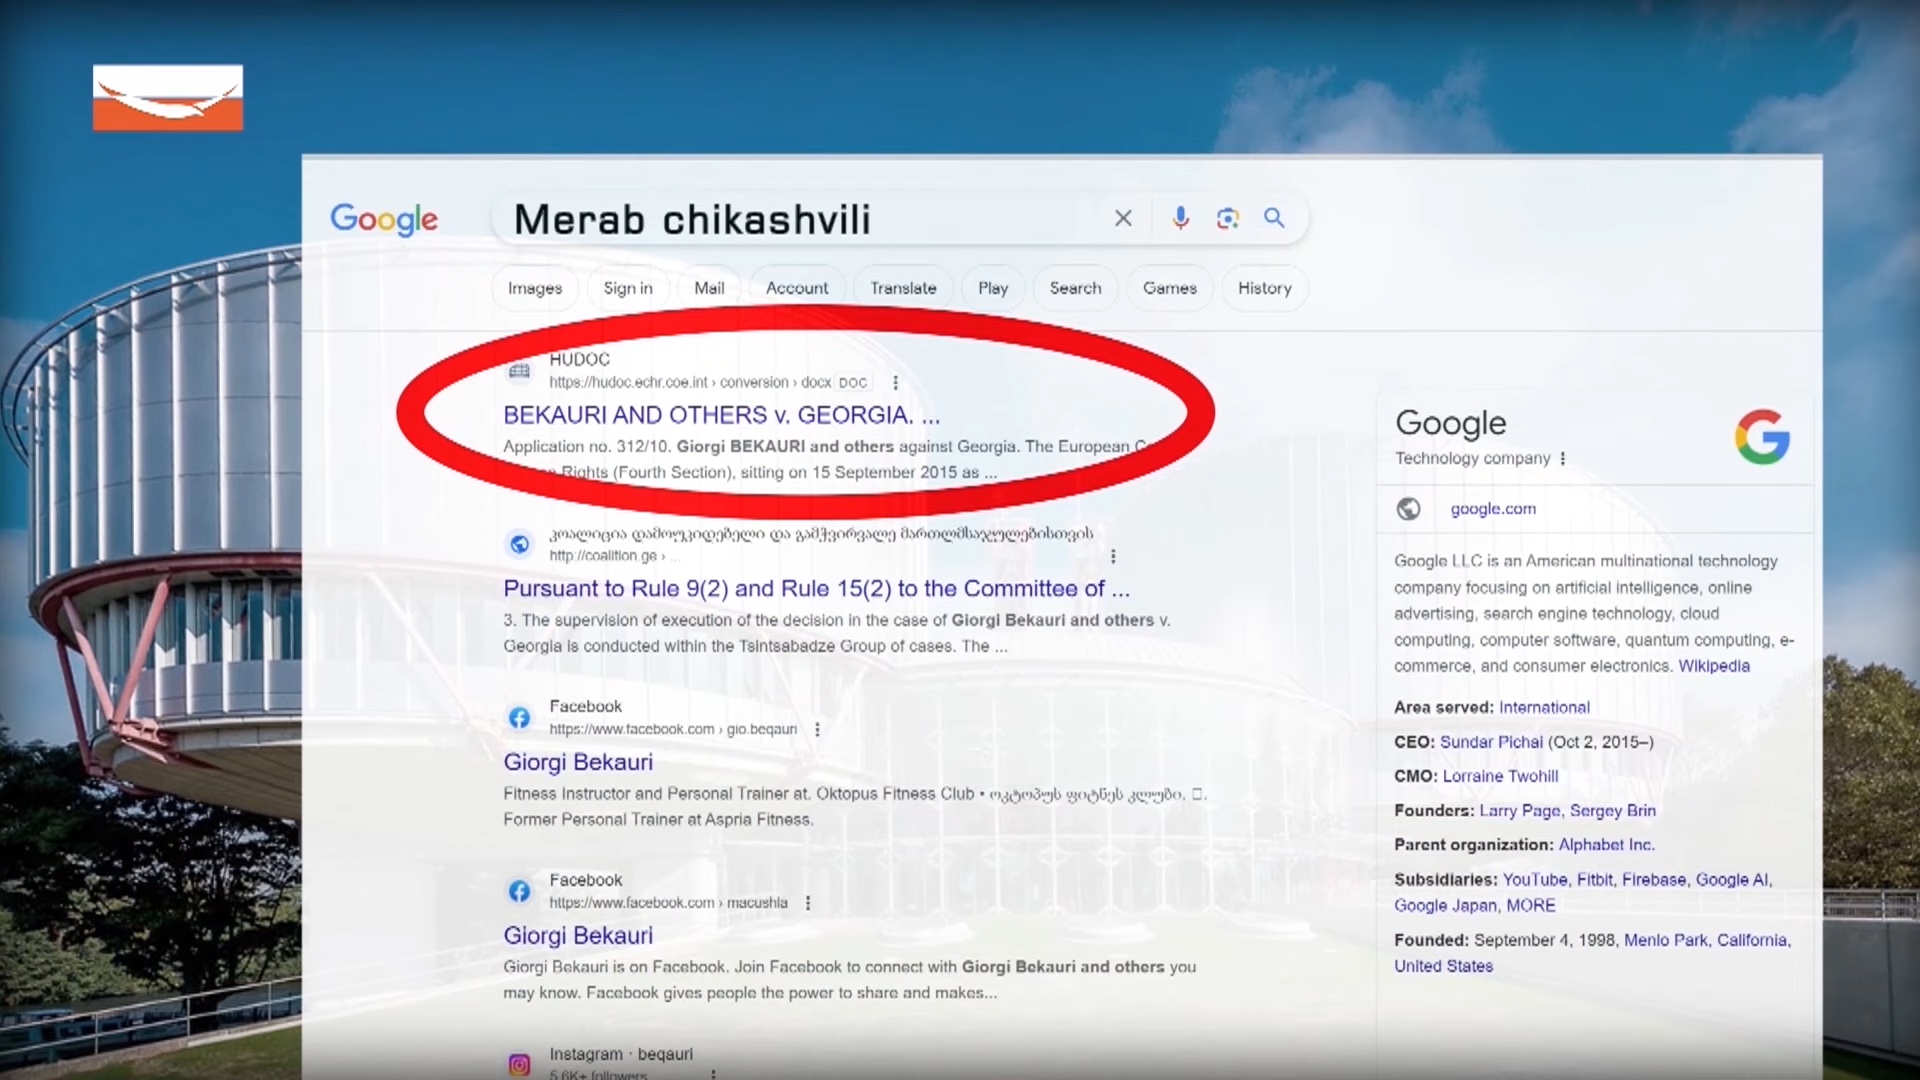 Google
Merab chikashvili
Images Sign in Mail Account Translate Play Search Games History
HUDOC
https://hudoc.echr.coe.int › conversion › docx DOC
BEKAURI AND OTHERS v. GEORGIA. ...
Application no. 312/10. Giorgi BEKAURI and others against Georgia. The European
Rights (Fourth Section), sitting on 15 September 2015 as ...
კოალიცია დამოუკიდებელი და გამჭვირვალე მართლმსაჯულებისთვის
http://coalition.ge › ...
Pursuant to Rule 9(2) and Rule 15(2) to the Committee of ...
3. The supervision of execution of the decision in the case of Giorgi Bekauri and others v.
Georgia is conducted within the Tsintsabadze Group of cases. The ...
Facebook
https://www.facebook.com › gio.beqauri
Giorgi Bekauri
Fitness Instructor and Personal Trainer at. Oktopus Fitness Club • ოკტოპუს ფიტნეს კლუბი. .
Former Personal Trainer at Aspria Fitness.
Facebook
https://www.facebook.com › macushla
Giorgi Bekauri
Giorgi Bekauri is on Facebook. Join Facebook to connect with Giorgi Bekauri and others you
may know. Facebook gives people the power to share and makes...
Instagram · beqauri
5.6K+ followers
Google
Technology company
google.com
Google LLC is an American multinational technology
company focusing on artificial intelligence, online
advertising, search engine technology, cloud
computing, computer software, quantum computing, e-
commerce, and consumer electronics. Wikipedia
Area served: International
CEO: Sundar Pichai (Oct 2, 2015–)
CMO: Lorraine Twohill
Founders: Larry Page, Sergey Brin
Parent organization: Alphabet Inc.
Subsidiaries: YouTube, Fitbit, Firebase, Google AI,
Google Japan, MORE
Founded: September 4, 1998, Menlo Park, California,
United States